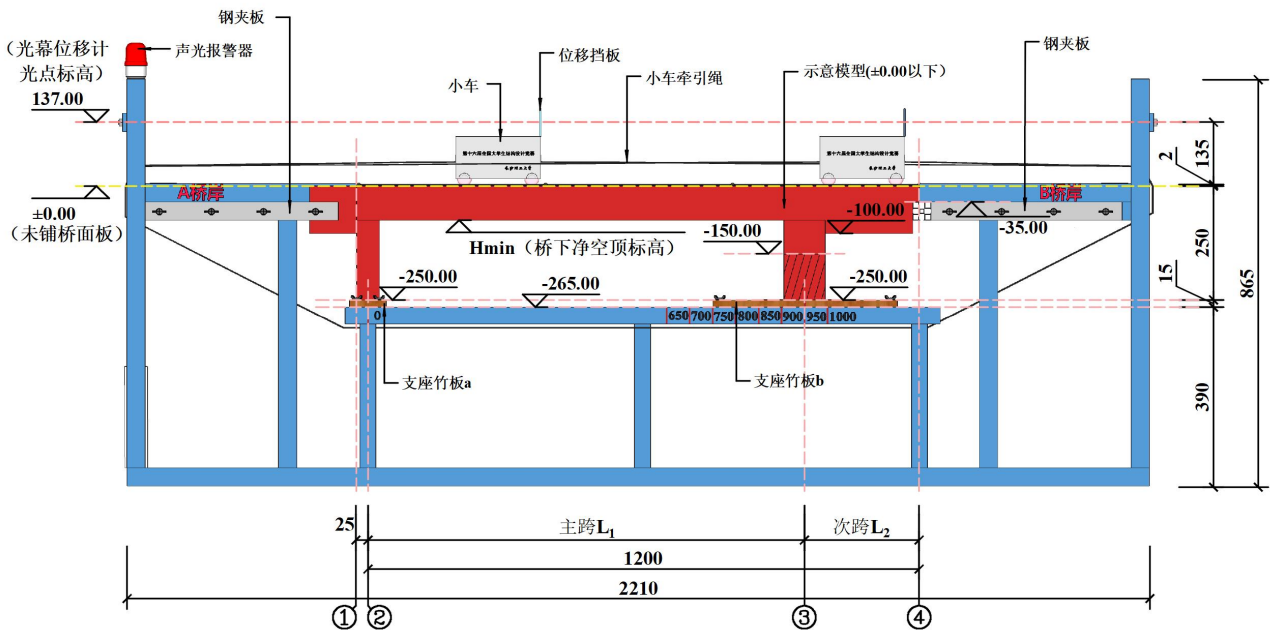 钢夹板
（光幕位移计
光点标高）
声光报警器
137.00
小车
位移挡板
小车牵引绳
示意模型(±0.00以下）
钢夹板
135
2
A桥岸
B桥岸
±0.00
（未铺桥面板）
Hmin（桥下净空顶标高）
-100.00
-150.00
-35.00
250
-250.00
-265.00
-250.00
15
865
0
650 700 750 800 850 900 950 1000
支座竹板a
支座竹板b
390
25
主跨L₁
次跨L₂
1200
2210
①
②
③
④